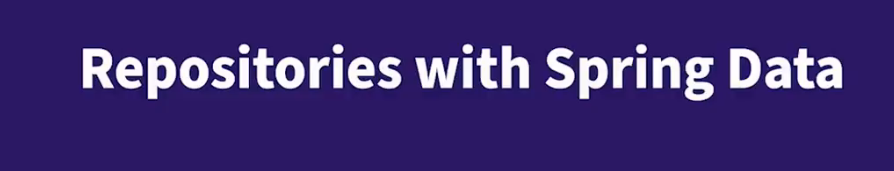 Repositories with Spring Data